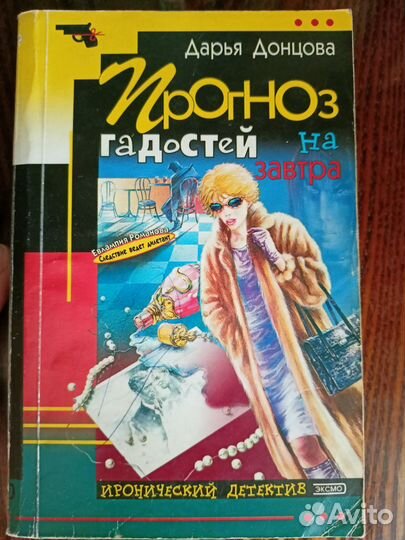 Дарья Донцова
Прогноз
гадостей на
завтра
Евлампия Романова
Следствие ведет дилетант
ИРОНИЧЕСКИЙ ДЕТЕКТИВ
ЭКСМО
Avito